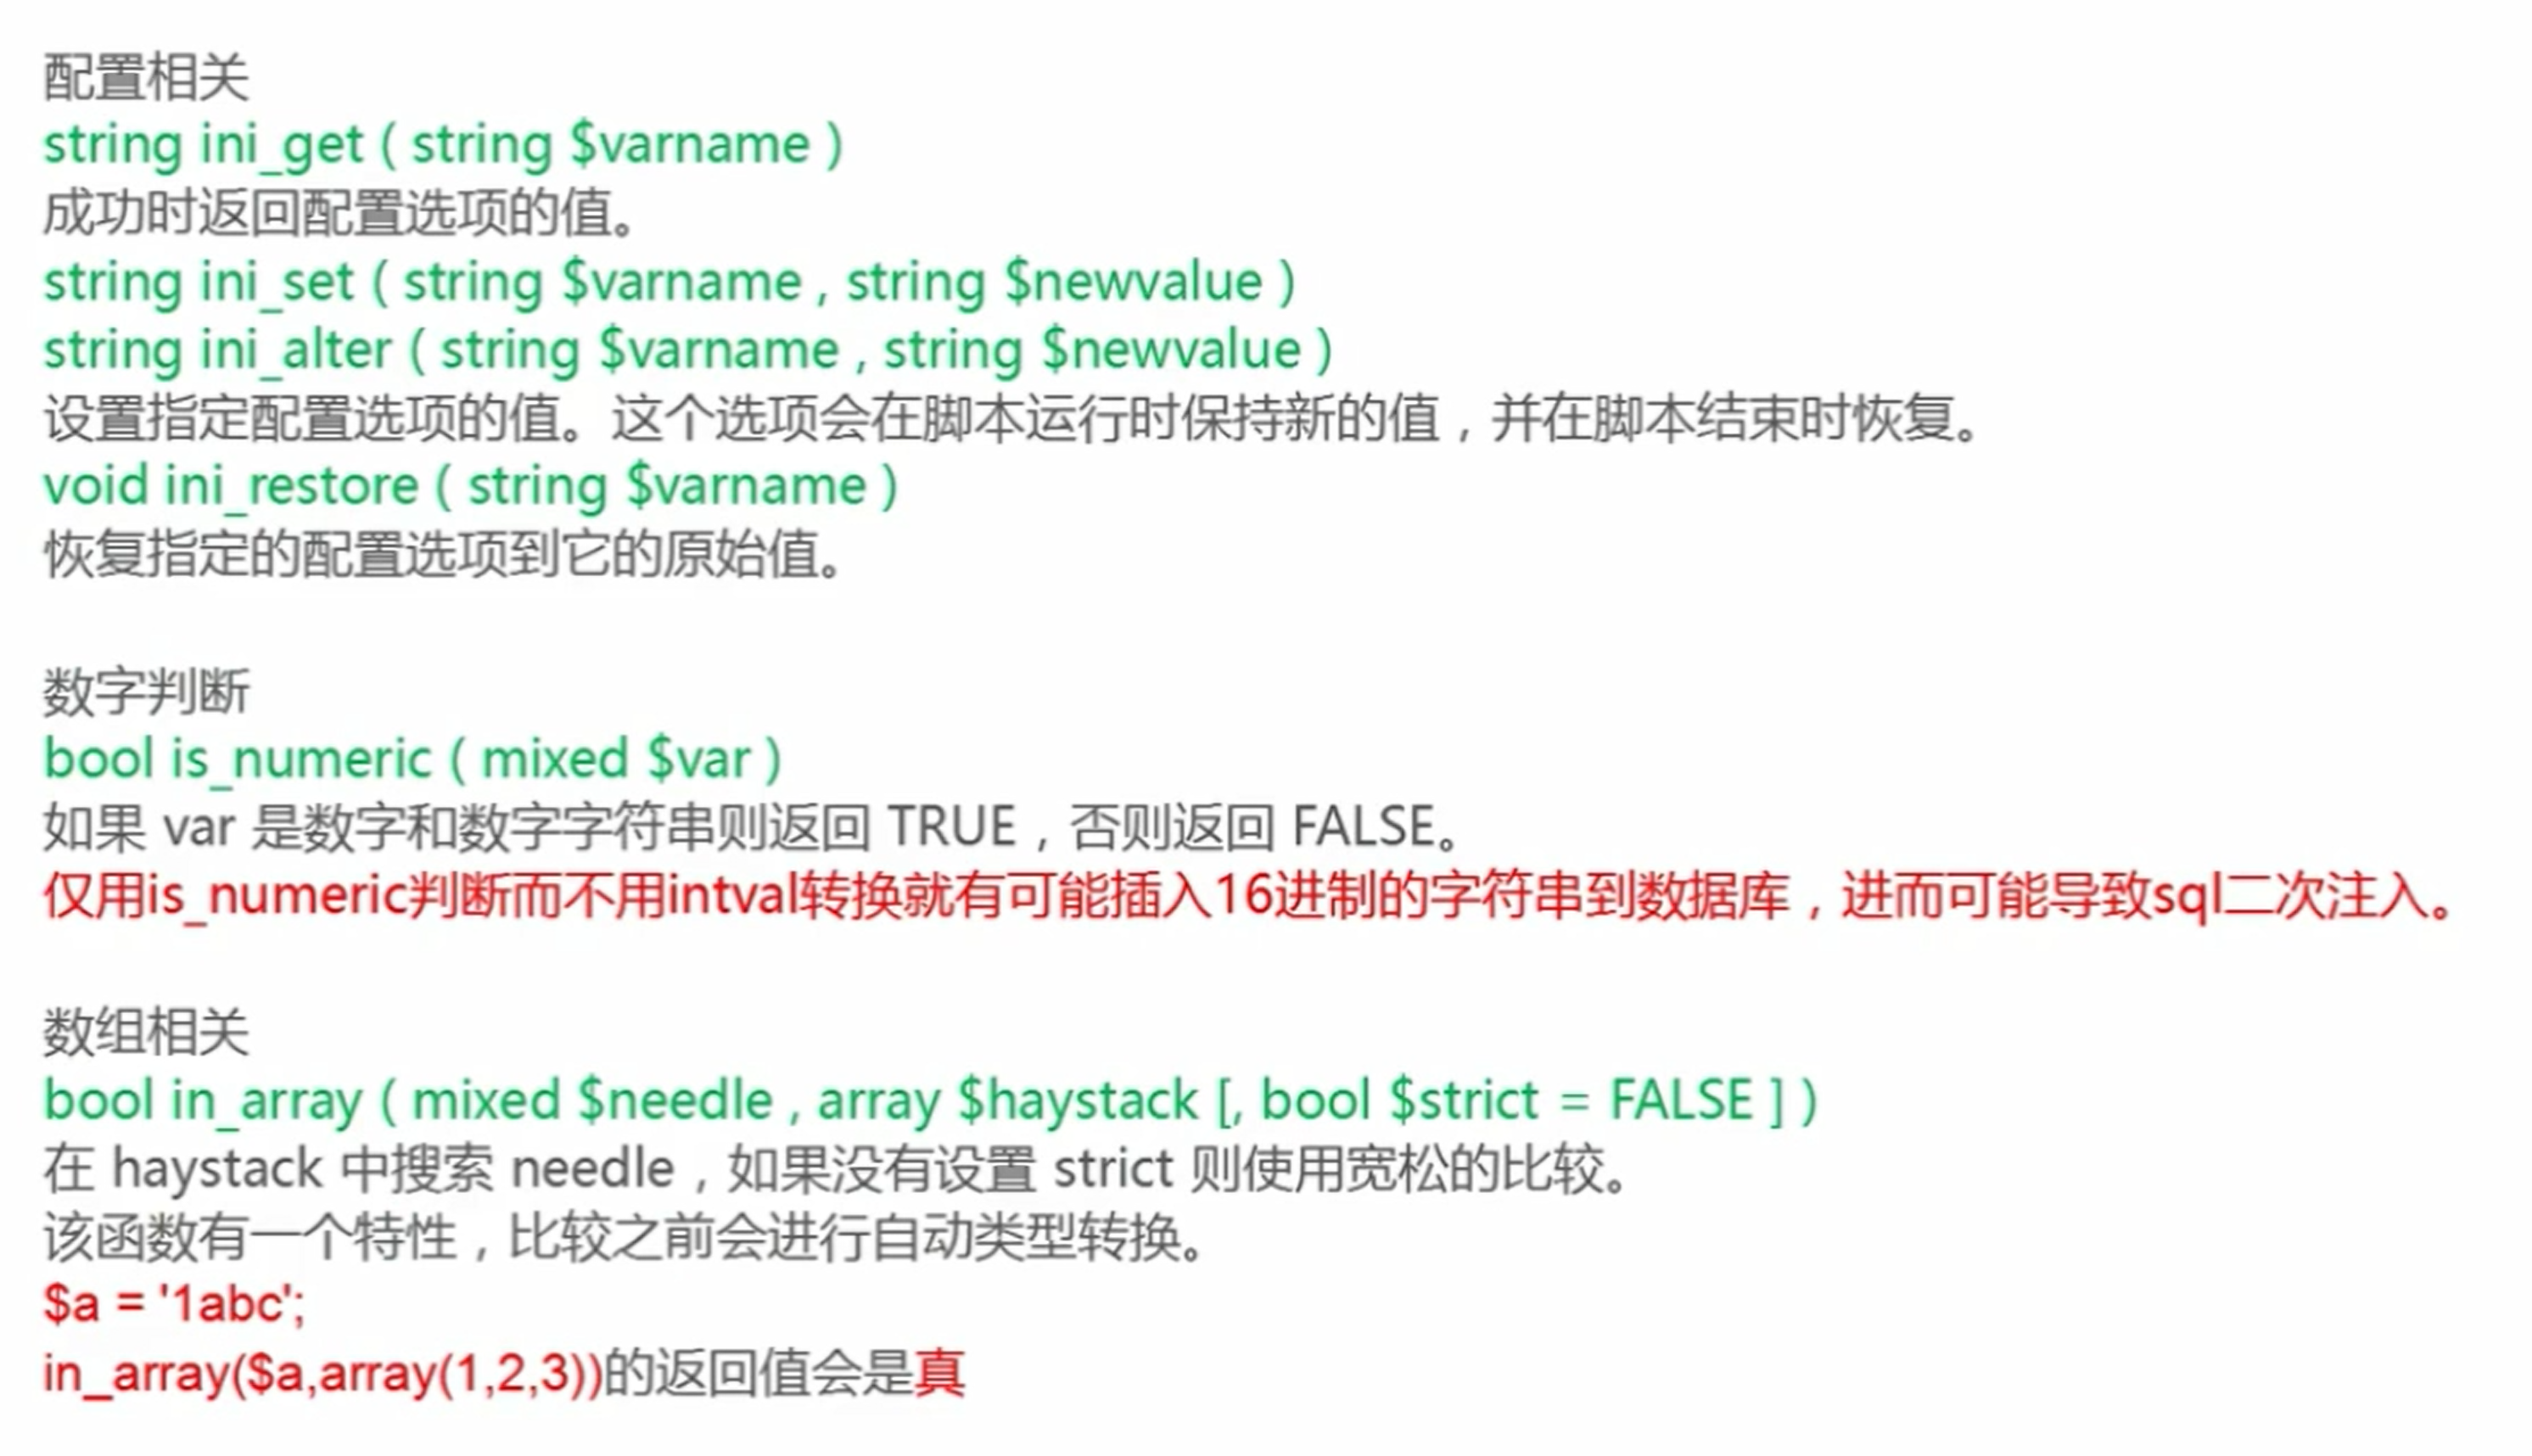 配置相关
string ini_get ( string $varname )
成功时返回配置选项的值。
string ini_set ( string $varname , string $newvalue )
string ini_alter ( string $varname , string $newvalue )
设置指定配置选项的值。这个选项会在脚本运行时保持新的值，并在脚本结束时恢复。
void ini_restore ( string $varname )
恢复指定的配置选项到它的原始值。
数字判断
bool is_numeric ( mixed $var )
如果 var 是数字和数字字符串则返回 TRUE，否则返回 FALSE。
仅用is_numeric判断而不用intval转换就有可能插入16进制的字符串到数据库，进而可能导致sql二次注入。
数组相关
bool in_array ( mixed $needle , array $haystack [, bool $strict = FALSE ] )
在 haystack 中搜索 needle，如果没有设置 strict 则使用宽松的比较。
该函数有一个特性，比较之前会进行自动类型转换。
$a = '1abc';
in_array($a,array(1,2,3))的返回值会是真